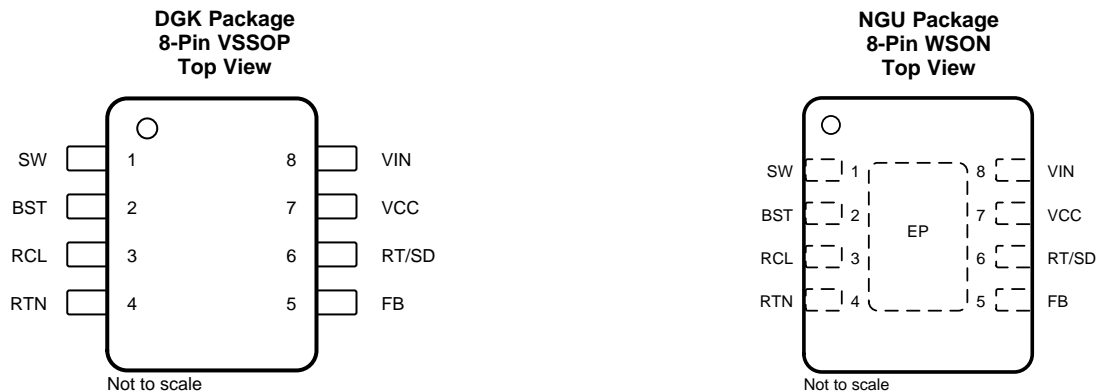 DGK Package
8-Pin VSSOP
Top View
SW 1 8 VIN
BST 2 7 VCC
RCL 3 6 RT/SD
RTN 4 5 FB
Not to scale
NGU Package
8-Pin WSON
Top View
SW 1 8 VIN
BST 2 7 VCC
EP
RCL 3 6 RT/SD
RTN 4 5 FB
Not to scale